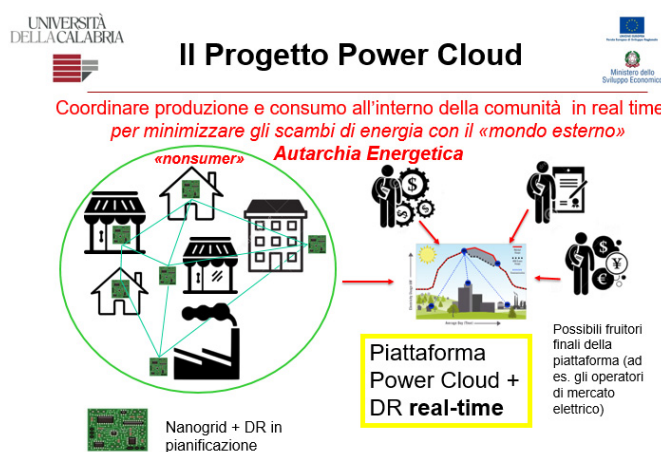 UNIVERSITÀ
DELLACALABRIA
Il Progetto Power Cloud
Ministero dello
Sviluppo Economico
Coordinare produzione e consumo all'interno della comunità in real time
per minimizzare gli scambi di energia con il «mondo esterno»
Autarchia Energetica
«nonsumer»
Piattaforma
Power Cloud +
DR real-time
Possibili fruitori
finali della
piattaforma (ad
es. gli operatori
di mercato
elettrico)
Nanogrid + DR in
pianificazione